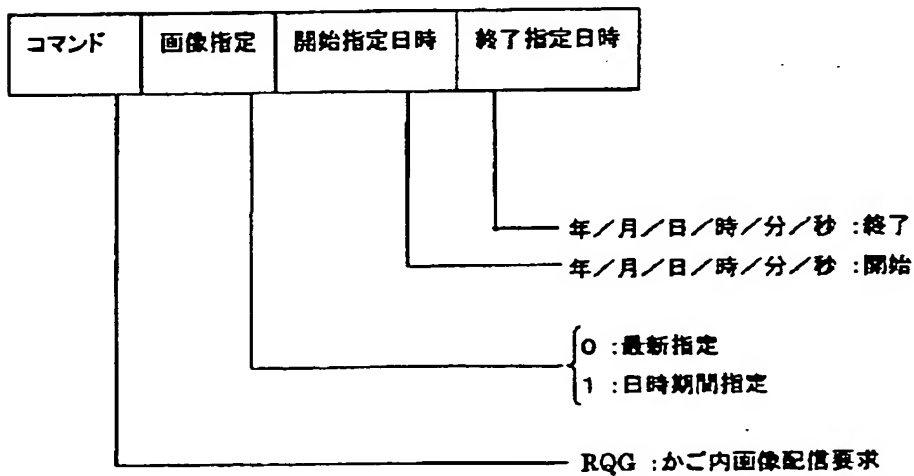 コマンド 画像指定 開始指定日時 終了指定日時
年／月／日／時／分／秒 :終了
年／月／日／時／分／秒 :開始
0 :最新指定
1 :日時期間指定
RQG :かご内画像配信要求